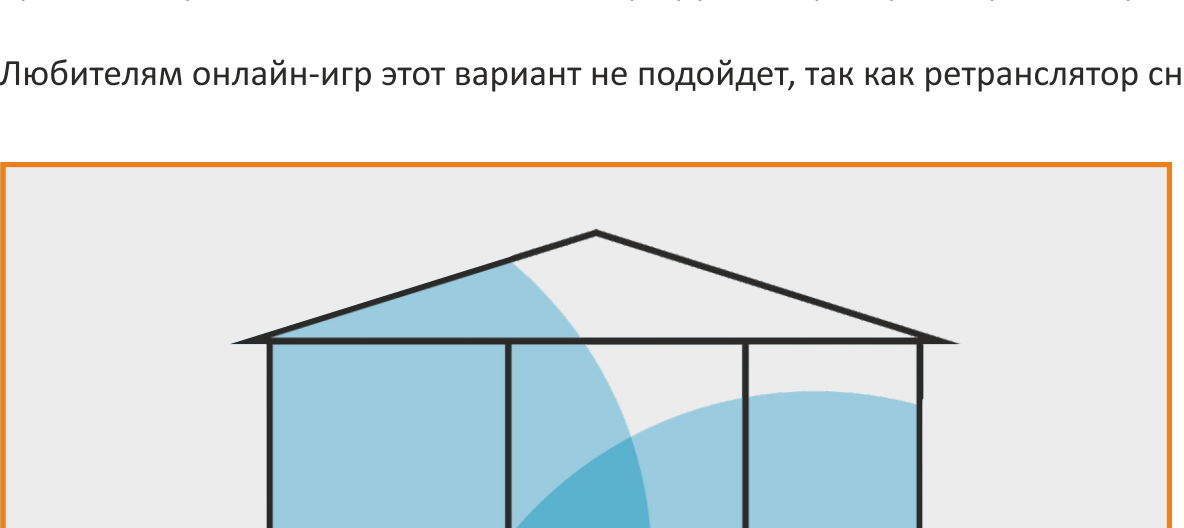 Любителям онлайн-игр этот вариант не подойдет, так как ретранслятор сн